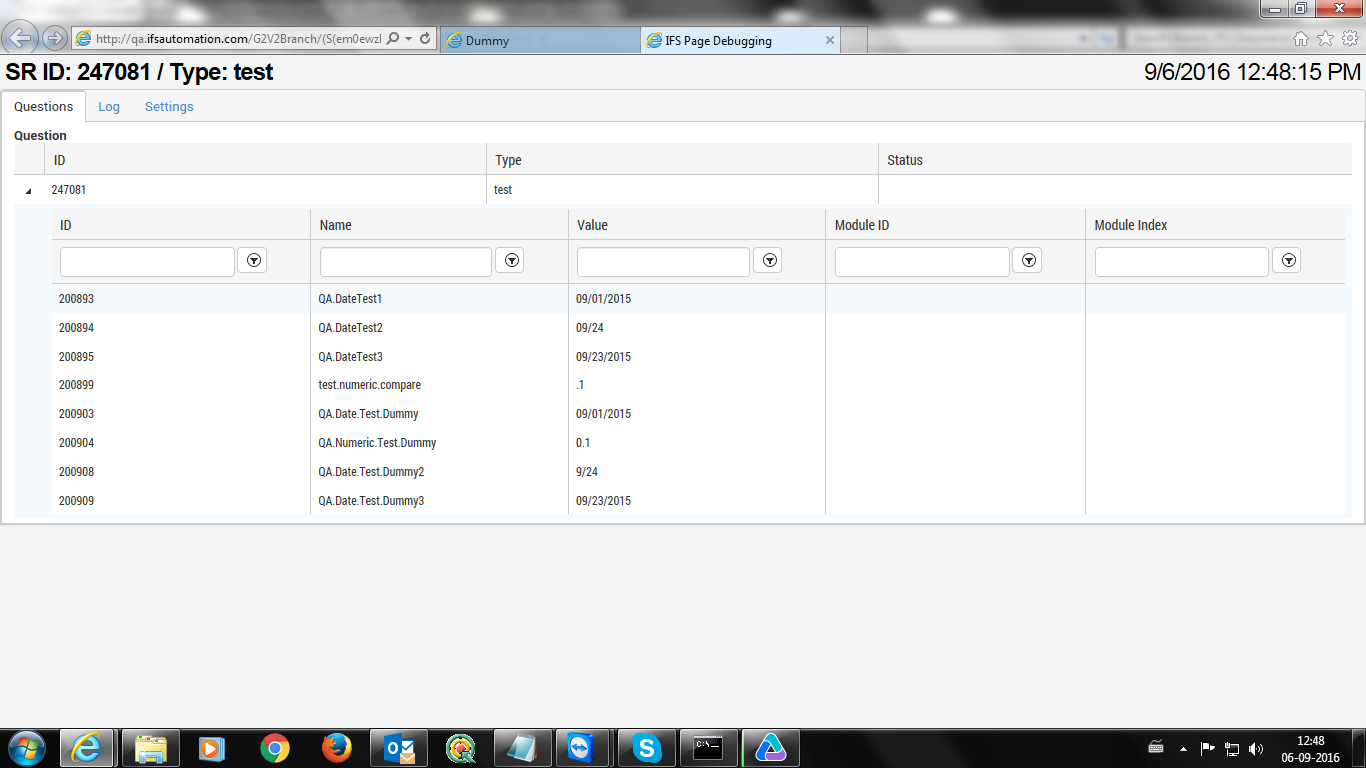 http://qa.ifsautomation.com/G2V2Branch/(S(em0ewzl
Dummy
IFS Page Debugging
SR ID: 247081 / Type: test
9/6/2016 12:48:15 PM
Questions Log Settings
Question
ID Type Status
247081 test
ID Name Value Module ID Module Index
200893 QA.DateTest1 09/01/2015
200894 QA.DateTest2 09/24
200895 QA.DateTest3 09/23/2015
200899 test.numeric.compare .1
200903 QA.Date.Test.Dummy 09/01/2015
200904 QA.Numeric.Test.Dummy 0.1
200908 QA.Date.Test.Dummy2 9/24
200909 QA.Date.Test.Dummy3 09/23/2015
12:48
06-09-2016